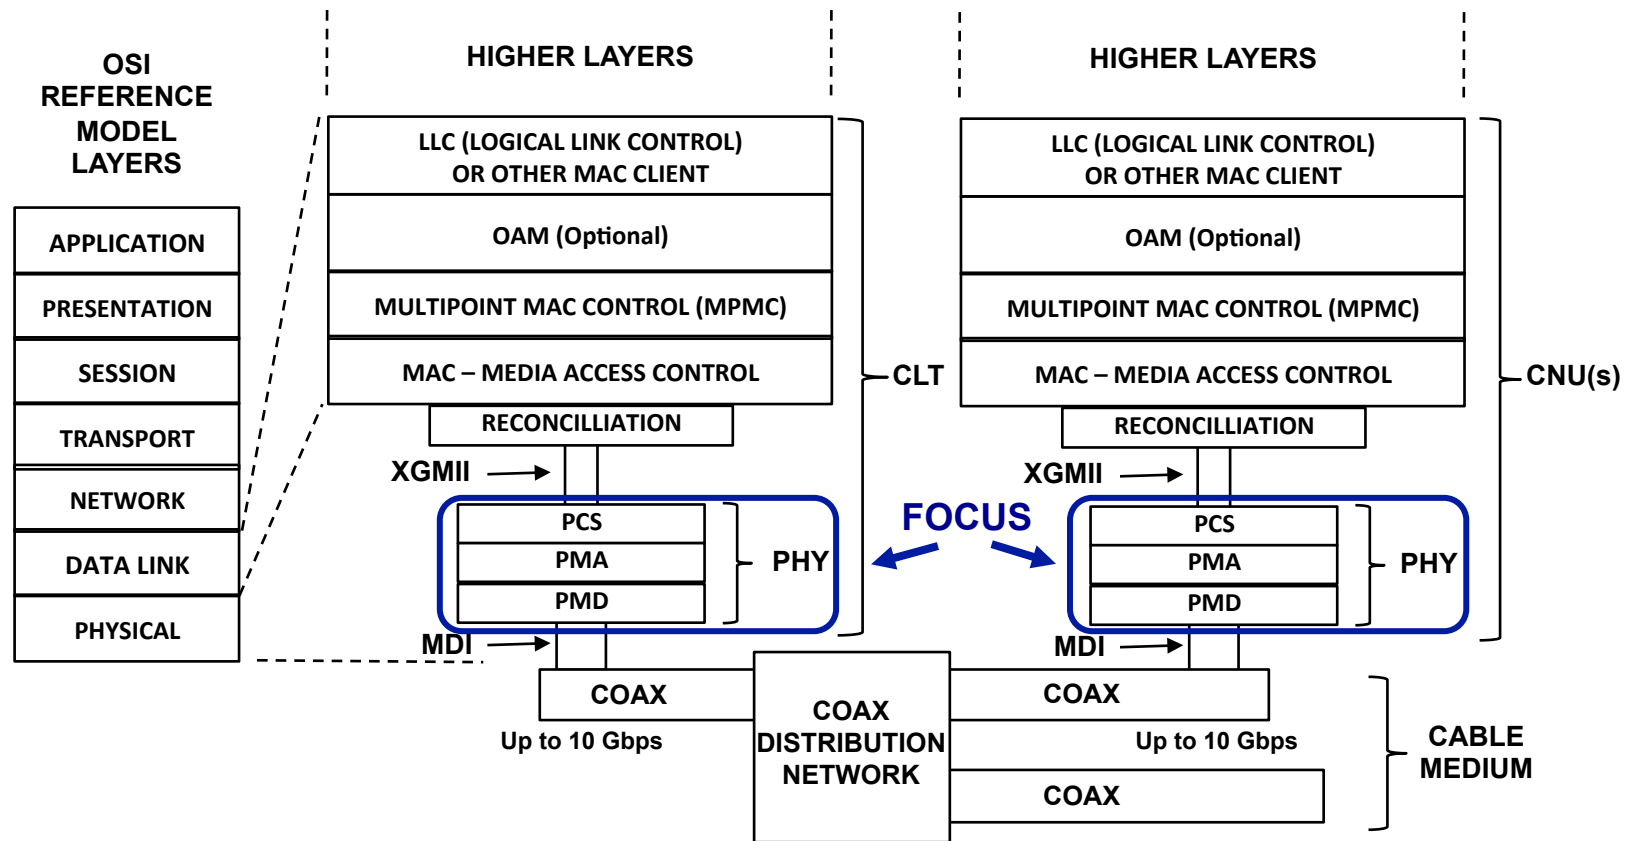 OSI
REFERENCE
MODEL
LAYERS
APPLICATION
PRESENTATION
SESSION
TRANSPORT
NETWORK
DATA LINK
PHYSICAL
HIGHER LAYERS
LLC (LOGICAL LINK CONTROL)
OR OTHER MAC CLIENT
OAM (Optional)
MULTIPOINT MAC CONTROL (MPMC)
MAC – MEDIA ACCESS CONTROL
RECONCILLIATION
XGMII
PCS
PMA
PMD
PHY
MDI
CLT
FOCUS
HIGHER LAYERS
LLC (LOGICAL LINK CONTROL)
OR OTHER MAC CLIENT
OAM (Optional)
MULTIPOINT MAC CONTROL (MPMC)
MAC – MEDIA ACCESS CONTROL
RECONCILLIATION
XGMII
PCS
PMA
PMD
PHY
MDI
CNU(s)
COAX
Up to 10 Gbps
COAX
DISTRIBUTION
NETWORK
COAX
Up to 10 Gbps
COAX
CABLE
MEDIUM